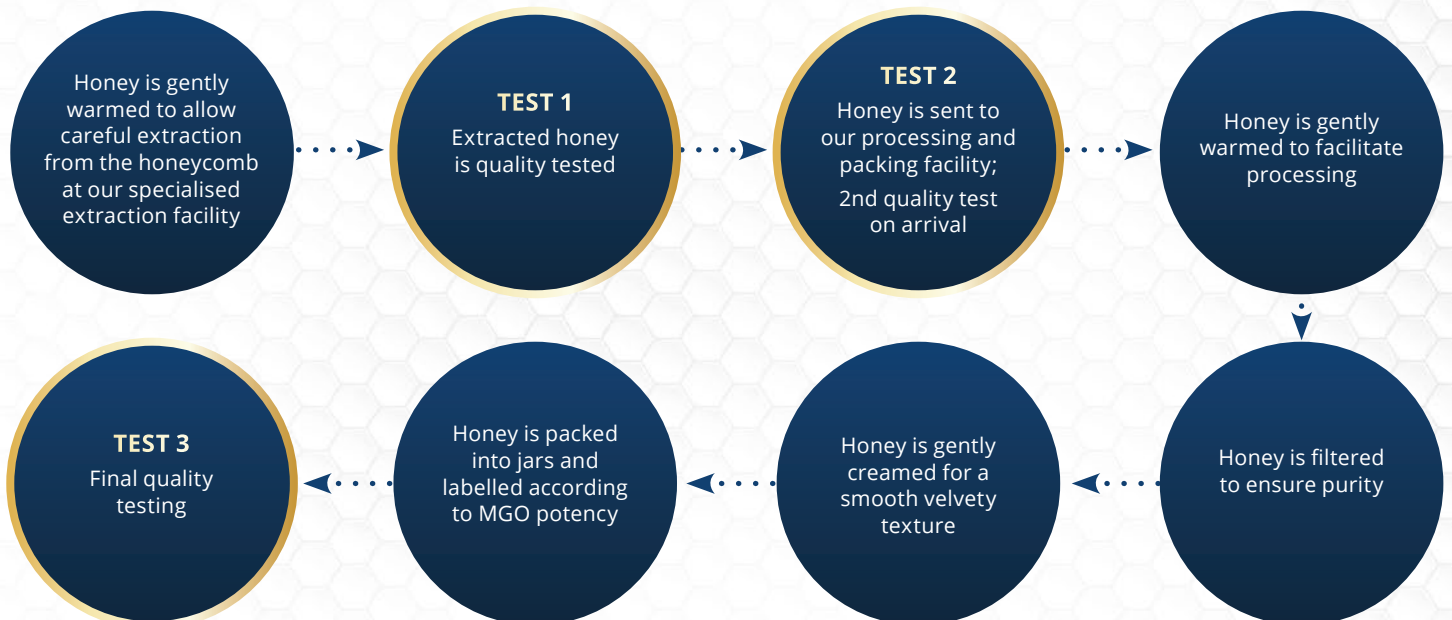 Honey is gently
warmed to allow
careful extraction
from the honeycomb
at our specialised
extraction facility
TEST 1
Extracted honey
is quality tested
TEST 2
Honey is sent to
our processing and
packing facility;
2nd quality test
on arrival
Honey is gently
warmed to facilitate
processing
Honey is filtered
to ensure purity
Honey is gently
creamed for a
smooth velvety
texture
Honey is packed
into jars and
labelled according
to MGO potency
TEST 3
Final quality
testing